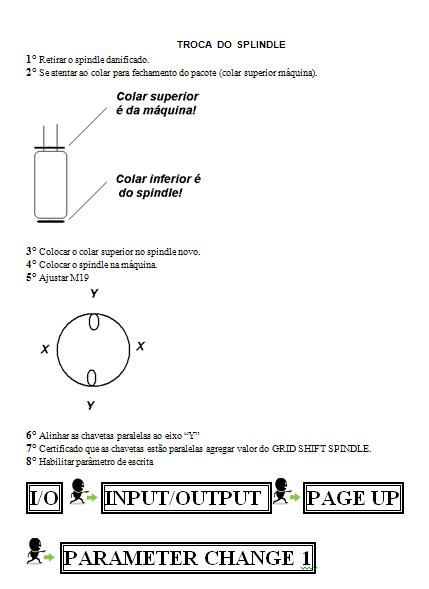 TROCA DO SPLINDLE
1° Retirar o spindle danificado.
2° Se atentar ao colar para fechamento do pacote (colar superior máquina).
Colar superior
é da máquina!
Colar inferior é
do spindle!
3° Colocar o colar superior no spindle novo.
4° Colocar o spindle na máquina.
5° Ajustar M19
Y
X X
Y
6° Alinhar as chavetas paralelas ao eixo “Y”
7° Certificado que as chavetas estão paralelas agregar valor do GRID SHIFT SPINDLE.
8° Habilitar parâmetro de escrita
I/O INPUT/OUTPUT PAGE UP
PARAMETER CHANGE 1